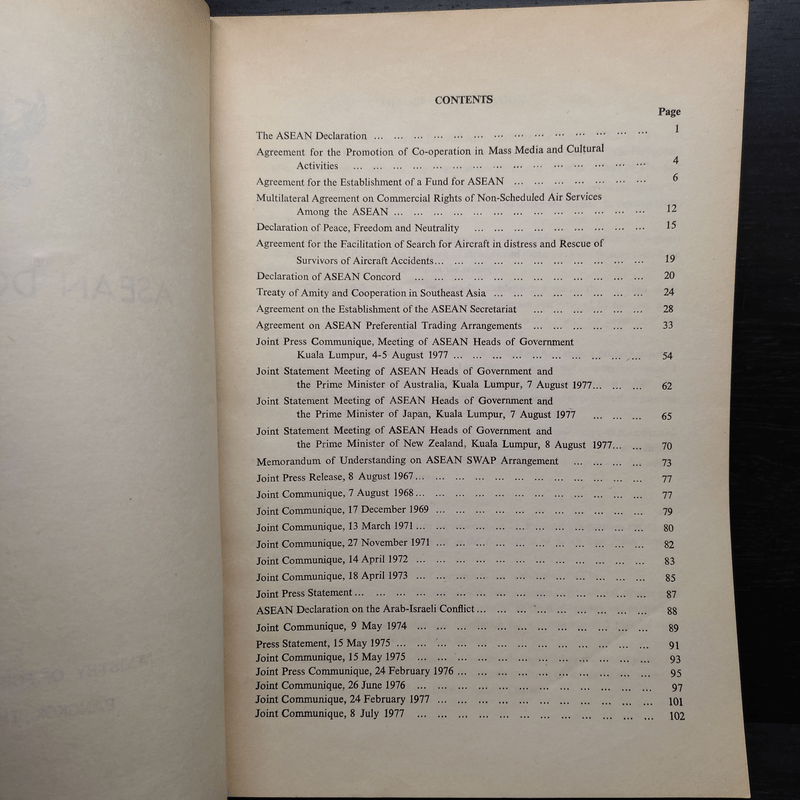 CONTENTS
Page
The ASEAN Declaration ... ... ... ... ... ... ... ... ... ... ... ... ... ... 1
Agreement for the Promotion of Co-operation in Mass Media and Cultural
Activities ... ... ... ... ... ... ... ... ... ... ... ... ... ... ... 4
Agreement for the Establishment of a Fund for ASEAN ... ... ... ... ... ... ... 6
Multilateral Agreement on Commercial Rights of Non-Scheduled Air Services
Among the ASEAN ... ... ... ... ... ... ... ... ... ... ... ... ... 12
Declaration of Peace, Freedom and Neutrality ... ... ... ... ... ... ... ... ... 15
Agreement for the Facilitation of Search for Aircraft in distress and Rescue of
Survivors of Aircraft Accidents... ... ... ... ... ... ... ... ... ... ... 19
Declaration of ASEAN Concord ... ... ... ... ... ... ... ... ... ... ... ... 20
Treaty of Amity and Cooperation in Southeast Asia ... ... ... ... ... ... ... ... 24
Agreement on the Establishment of the ASEAN Secretariat ... ... ... ... ... ... 28
Agreement on ASEAN Preferential Trading Arrangements ... ... ... ... ... ... 33
Joint Press Communique, Meeting of ASEAN Heads of Government
Kuala Lumpur, 4-5 August 1977 ... ... ... ... ... ... ... ... ... ... 54
Joint Statement Meeting of ASEAN Heads of Government and
the Prime Minister of Australia, Kuala Lumpur, 7 August 1977... ... ... 62
Joint Statement Meeting of ASEAN Heads of Government and
the Prime Minister of Japan, Kuala Lumpur, 7 August 1977 ... ... ... 65
Joint Statement Meeting of ASEAN Heads of Government and
the Prime Minister of New Zealand, Kuala Lumpur, 8 August 1977... ... 70
Memorandum of Understanding on ASEAN SWAP Arrangement ... ... ... ... 73
Joint Press Release, 8 August 1967... ... ... ... ... ... ... ... ... ... ... ... 77
Joint Communique, 7 August 1968... ... ... ... ... ... ... ... ... ... ... ... 77
Joint Communique, 17 December 1969 ... ... ... ... ... ... ... ... ... ... ... 79
Joint Communique, 13 March 1971... ... ... ... ... ... ... ... ... ... ... ... 80
Joint Communique, 27 November 1971 ... ... ... ... ... ... ... ... ... ... ... 82
Joint Communique, 14 April 1972 ... ... ... ... ... ... ... ... ... ... ... ... 83
Joint Communique, 18 April 1973 ... ... ... ... ... ... ... ... ... ... ... ... 85
Joint Press Statement... ... ... ... ... ... ... ... ... ... ... ... ... ... ... 87
ASEAN Declaration on the Arab-Israeli Conflict... ... ... ... ... ... ... ... ... 88
Joint Communique, 9 May 1974 ... ... ... ... ... ... ... ... ... ... ... ... 89
Press Statement, 15 May 1975 ... ... ... ... ... ... ... ... ... ... ... ... ... 91
Joint Communique, 15 May 1975 ... ... ... ... ... ... ... ... ... ... ... ... 93
Joint Press Communique, 24 February 1976... ... ... ... ... ... ... ... ... ... 95
Joint Communique, 26 June 1976 ... ... ... ... ... ... ... ... ... ... ... ... 97
Joint Communique, 24 February 1977 ... ... ... ... ... ... ... ... ... ... ... 101
Joint Communique, 8 July 1977 ... ... ... ... ... ... ... ... ... ... ... ... 102